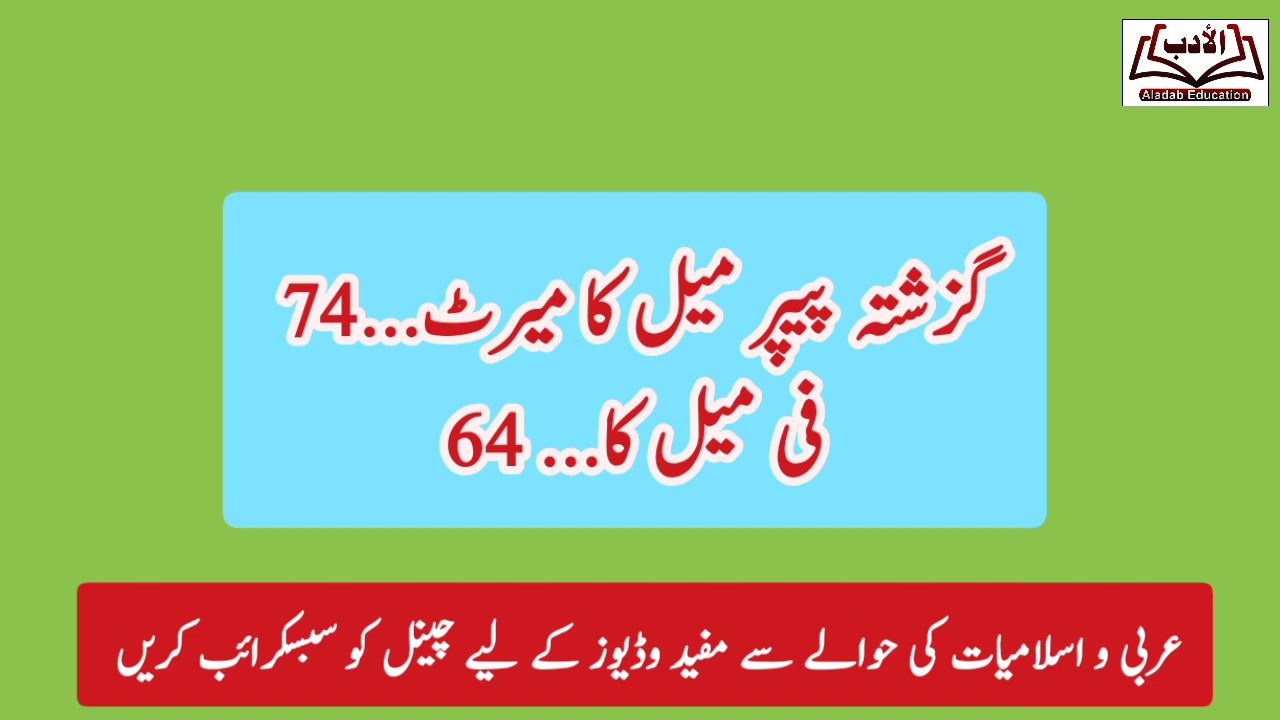 الأدب
Aladab Education
گزشتہ پیپر میل کا میرٹ...74
فی میل کا... 64
عربی و اسلامیات کی حوالے سے مفید وڈیوز کے لیے چینل کو سبسکرائب کریں